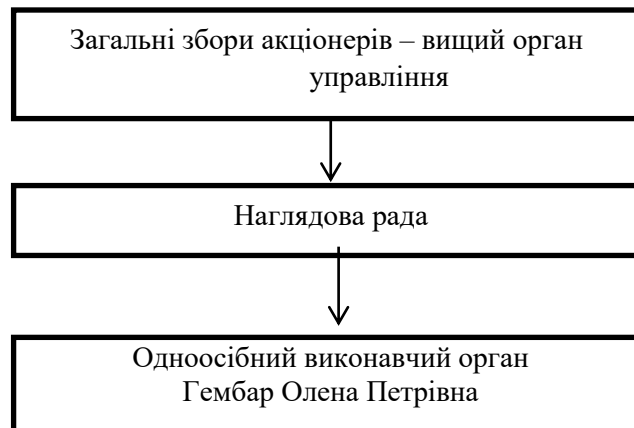 Загальні збори акціонерів – вищий орган
управління
Наглядова рада
Одноосібний виконавчий орган
Гембар Олена Петрівна